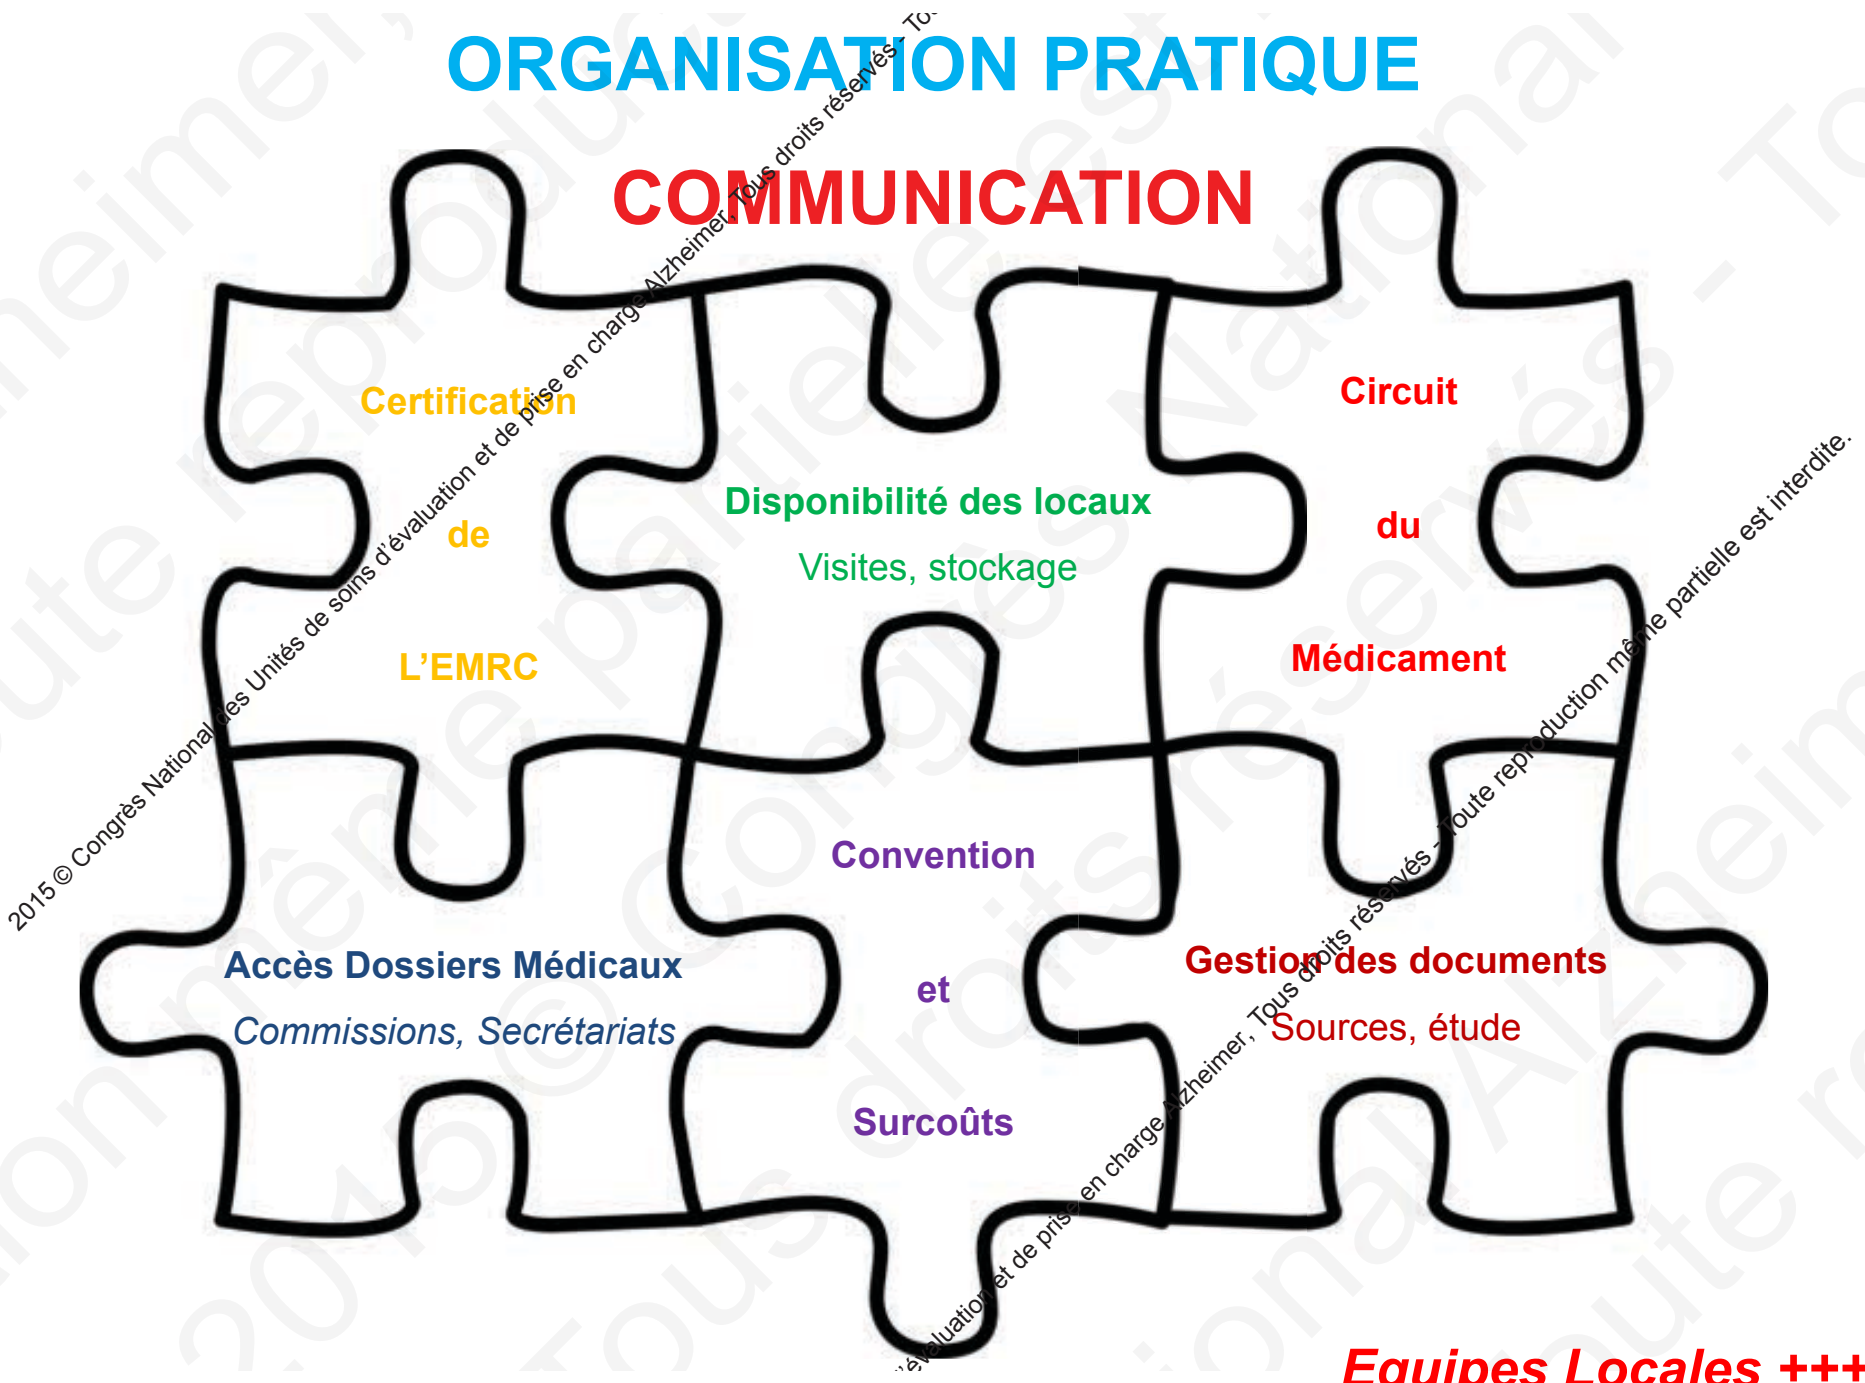 ORGANISATION PRATIQUE
COMMUNICATION
Certification
de
L'EMRC
Disponibilité des locaux
Visites, stockage
Circuit
du
Médicament
Accès Dossiers Médicaux
Commissions, Secrétariats
Convention
et
Surcoûts
Gestion des documents
Sources, étude
Equipes Locales +++
2015 © Congrès National des Unités de soins d'évaluation et de prise en charge Alzheimer, Tous droits réservés - To
d'évaluation et de prise en charge Alzheimer, Tous droits réservés - Toute reproduction même partielle est interdite.